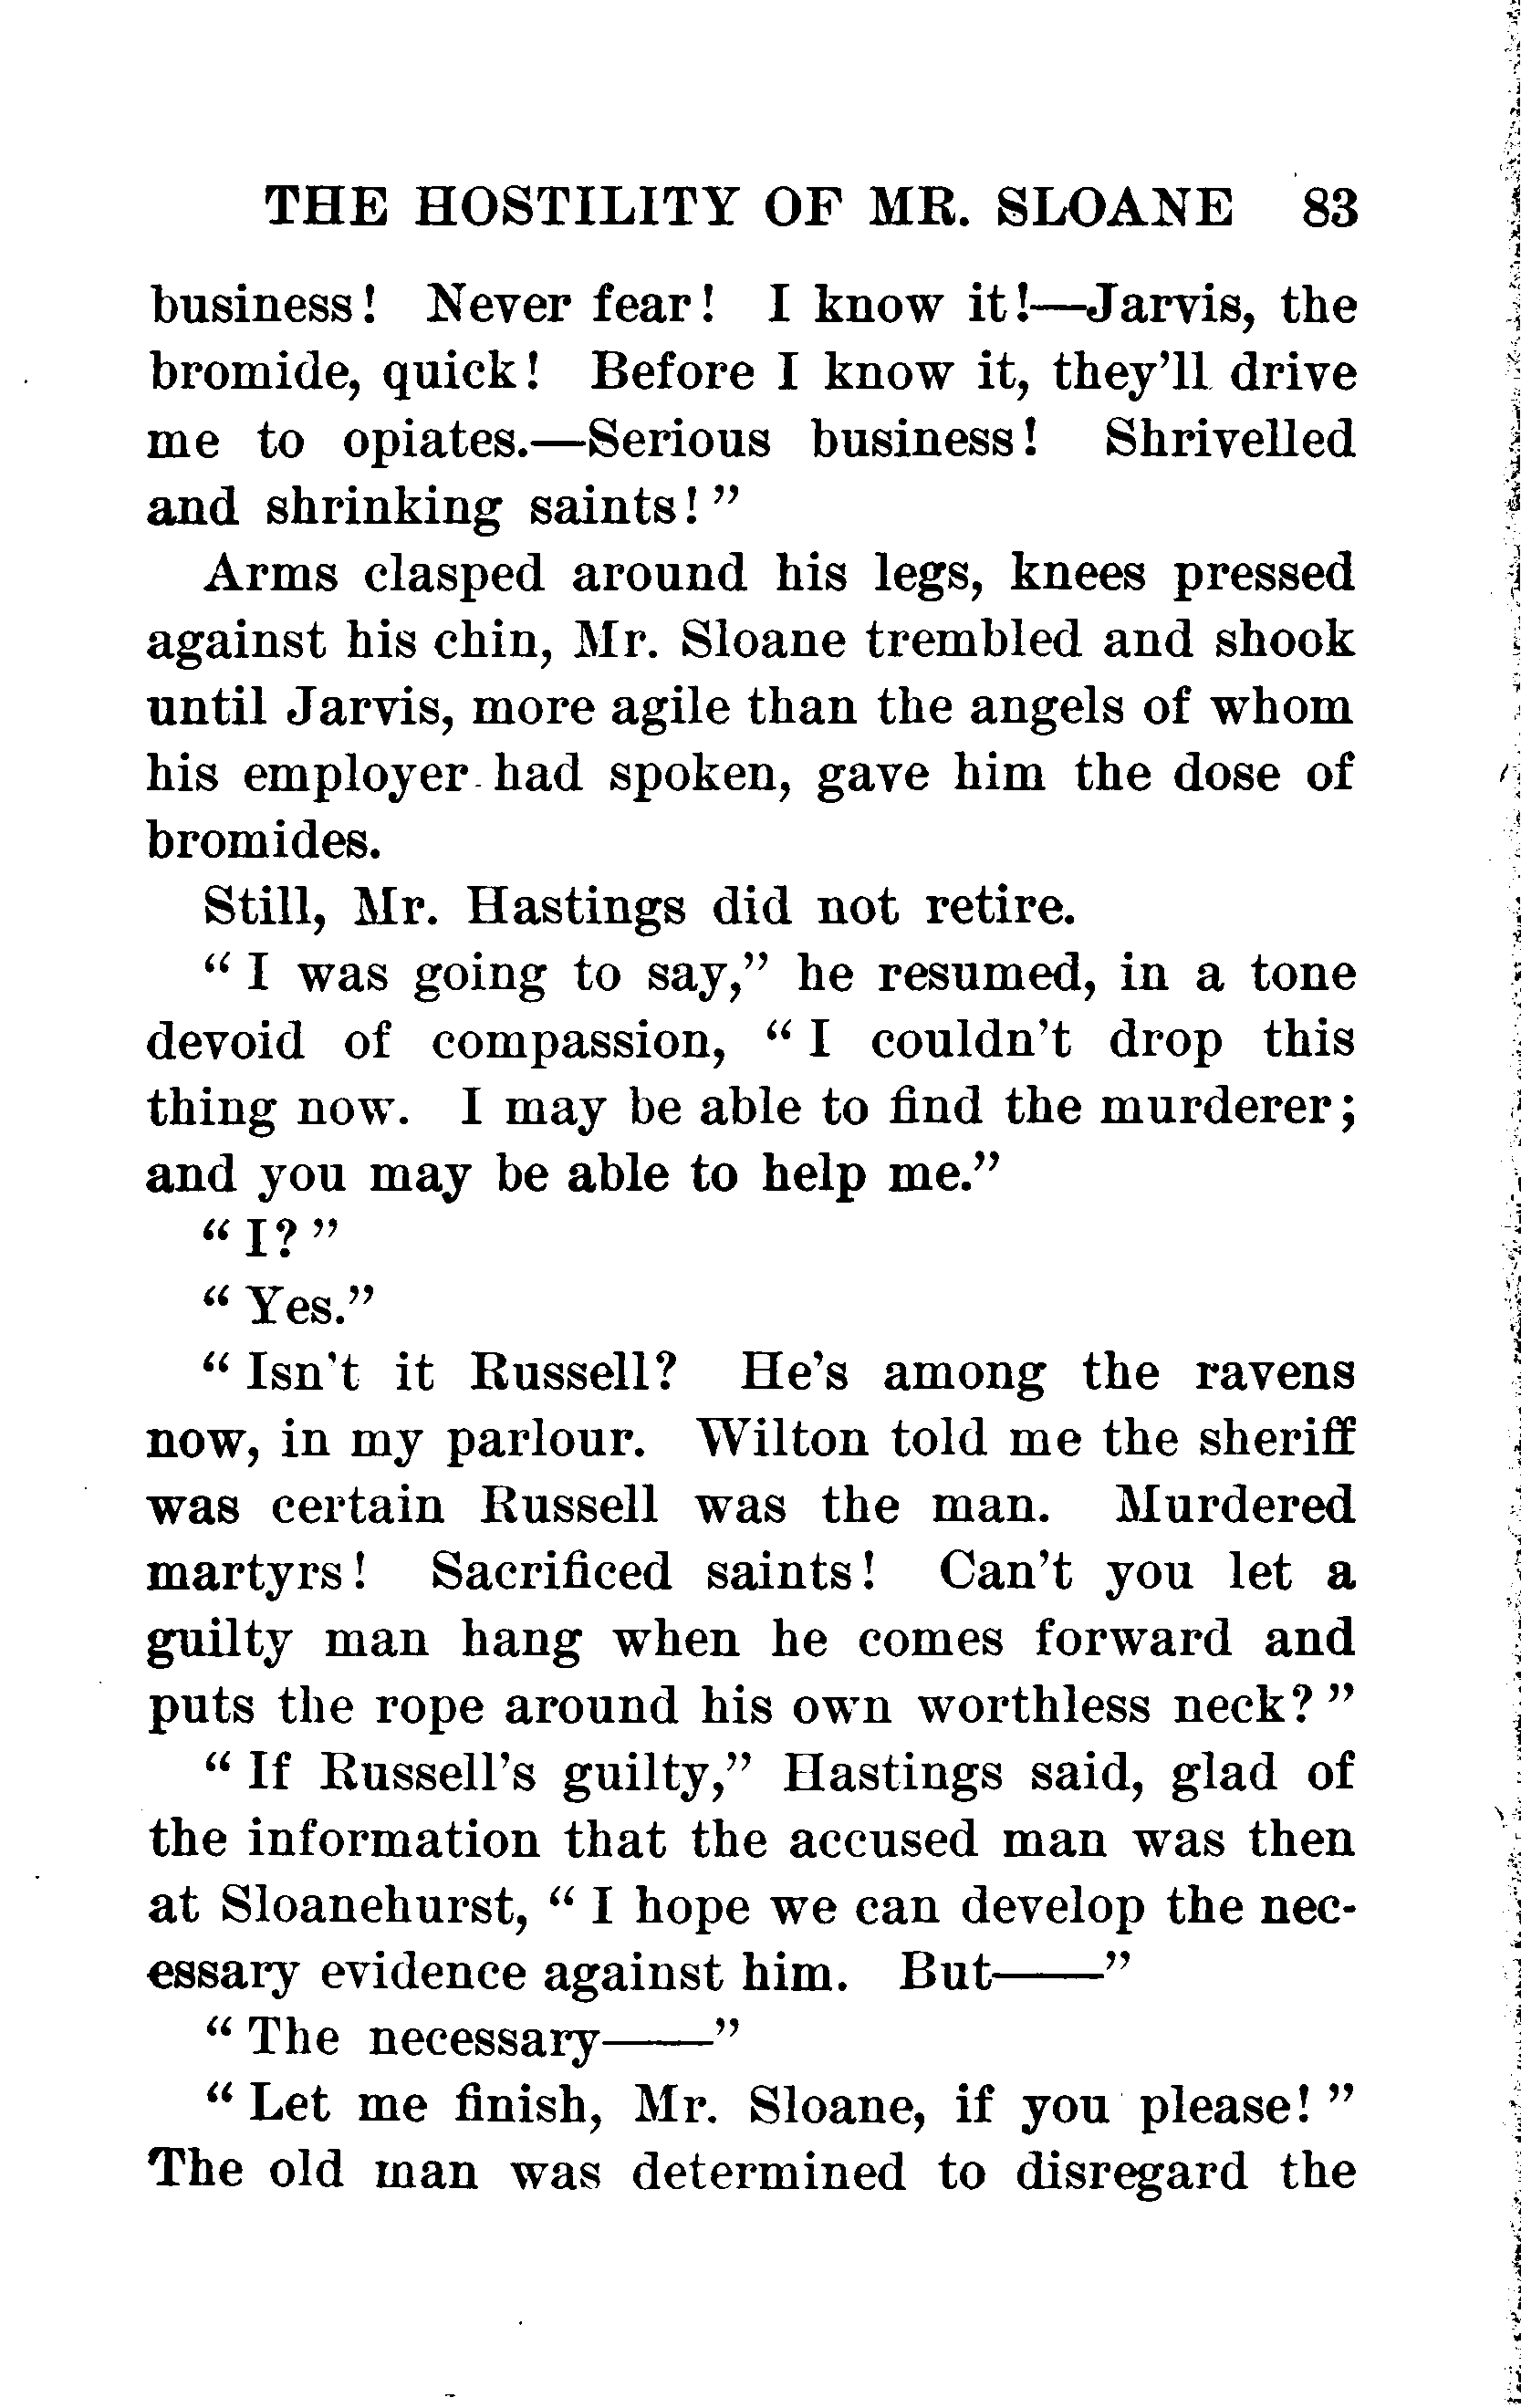 THE HOSTILITY OF MR. SLOANE 83
business! Never fear! I know it!—Jarvis, the
bromide, quick! Before I know it, they'll drive
me to opiates.—Serious business! Shrivelled
and shrinking saints!"
Arms clasped around his legs, knees pressed
against his chin, Mr. Sloane trembled and shook
until Jarvis, more agile than the angels of whom
his employer had spoken, gave him the dose of
bromides.
Still, Mr. Hastings did not retire.
"I was going to say," he resumed, in a tone
devoid of compassion, "I couldn't drop this
thing now. I may be able to find the murderer;
and you may be able to help me."
"I?"
"Yes."
"Isn't it Russell? He's among the ravens
now, in my parlour. Wilton told me the sheriff
was certain Russell was the man. Murdered
martyrs! Sacrificed saints! Can't you let a
guilty man hang when he comes forward and
puts the rope around his own worthless neck?"
"If Russell's guilty," Hastings said, glad of
the information that the accused man was then
at Sloanehurst, "I hope we can develop the nec-
essary evidence against him. But——"
"The necessary——"
"Let me finish, Mr. Sloane, if you please!"
The old man was determined to disregard the